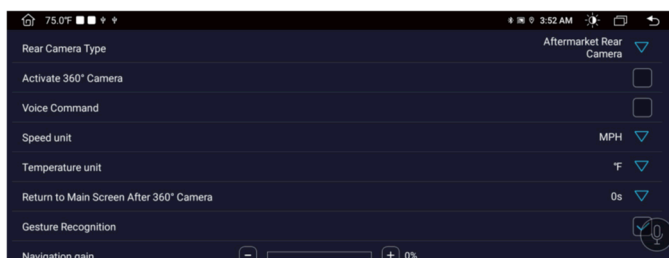 75.0°F 3:52 AM
Rear Camera Type
Aftermarket Rear
Camera
Activate 360° Camera
Voice Command
Speed unit MPH
Temperature unit °F
Return to Main Screen After 360° Camera 0s
Gesture Recognition
Navigation gain 0%